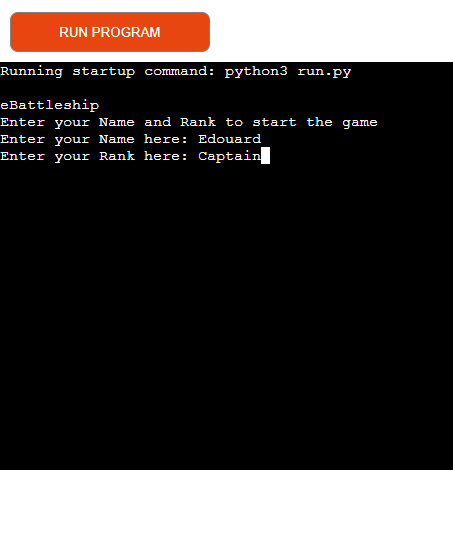 RUN PROGRAM
Running startup command: python3 run.py
eBattleship
Enter your Name and Rank to start the game
Enter your Name here: Edouard
Enter your Rank here: Captain